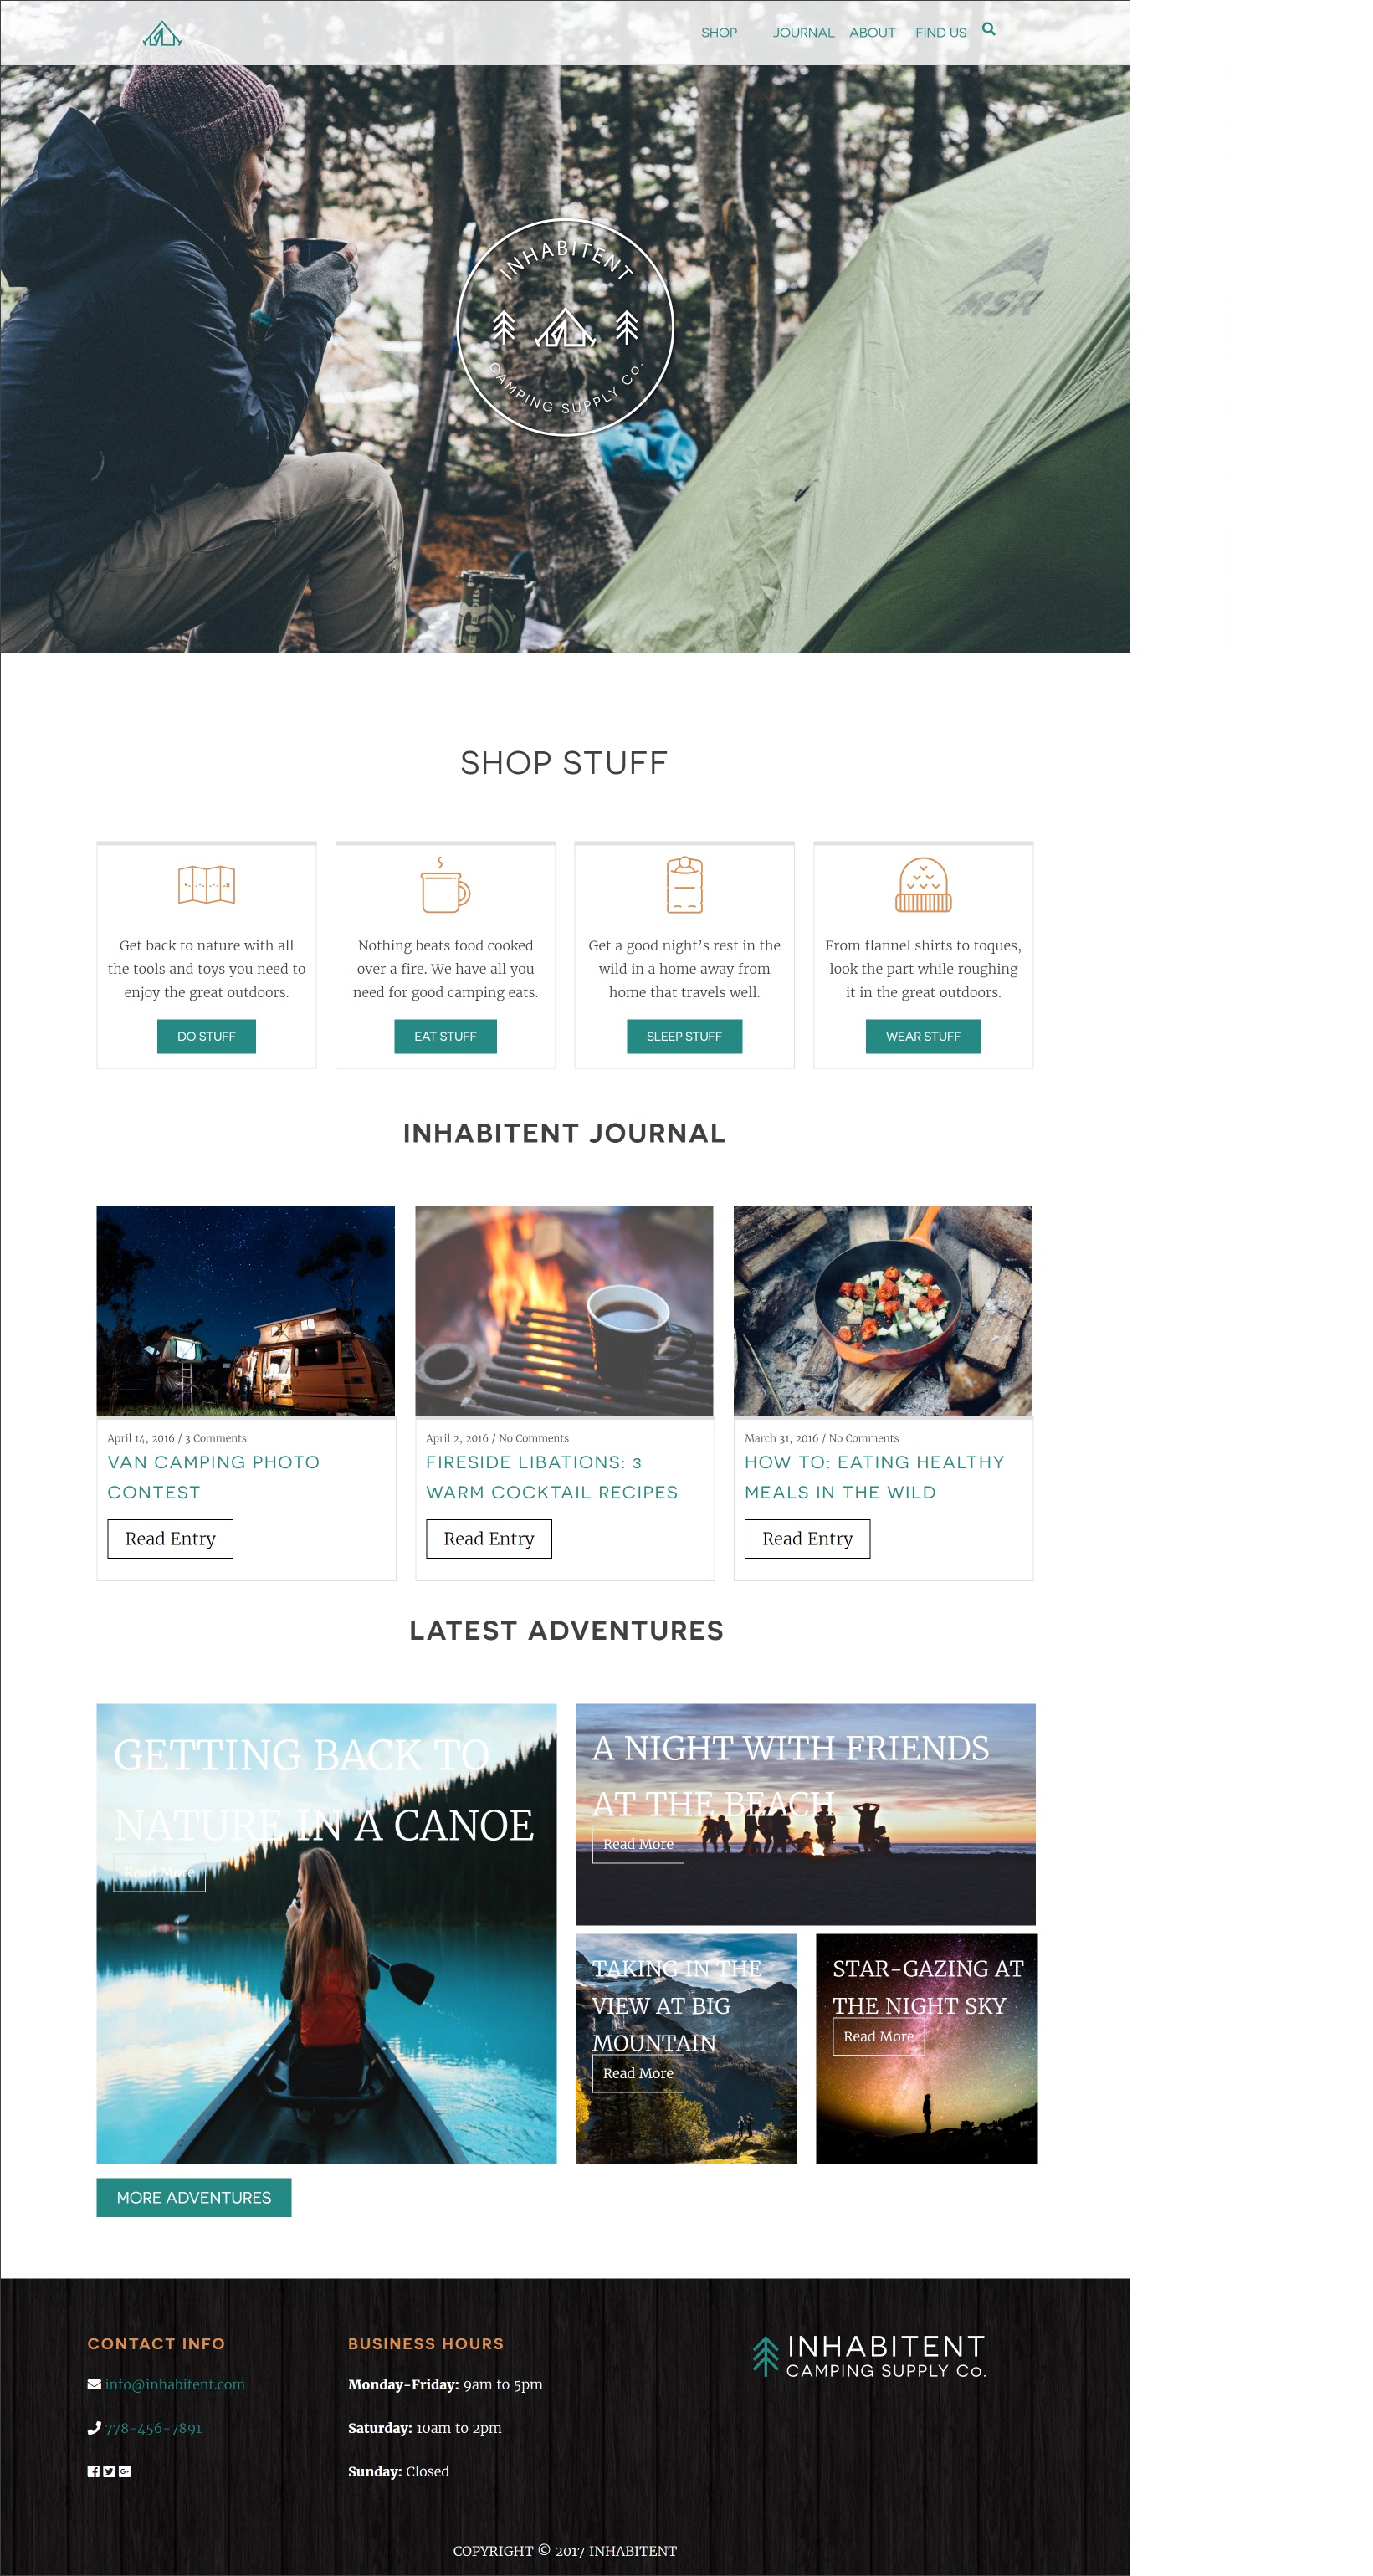 SHOP JOURNAL ABOUT FIND US
INHABITENT
CAMPING SUPPLY Co.
MSR
SHOP STUFF
Get back to nature with all
the tools and toys you need to
enjoy the great outdoors.
DO STUFF
Nothing beats food cooked
over a fire. We have all you
need for good camping eats.
EAT STUFF
Get a good night’s rest in the
wild in a home away from
home that travels well.
SLEEP STUFF
From flannel shirts to toques,
look the part while roughing
it in the great outdoors.
WEAR STUFF
INHABITENT JOURNAL
April 14, 2016 / 3 Comments
VAN CAMPING PHOTO
CONTEST
Read Entry
April 2, 2016 / No Comments
FIRESIDE LIBATIONS: 3
WARM COCKTAIL RECIPES
Read Entry
March 31, 2016 / No Comments
HOW TO: EATING HEALTHY
MEALS IN THE WILD
Read Entry
LATEST ADVENTURES
GETTING BACK TO
NATURE IN A CANOE
Read More
A NIGHT WITH FRIENDS
AT THE BEACH
Read More
TAKING IN THE
VIEW AT BIG
MOUNTAIN
Read More
STAR-GAZING AT
THE NIGHT SKY
Read More
MORE ADVENTURES
CONTACT INFO
info@inhabitent.com
778-456-7891
BUSINESS HOURS
Monday-Friday: 9am to 5pm
Saturday: 10am to 2pm
Sunday: Closed
INHABITENT
CAMPING SUPPLY Co.
COPYRIGHT © 2017 INHABITENT